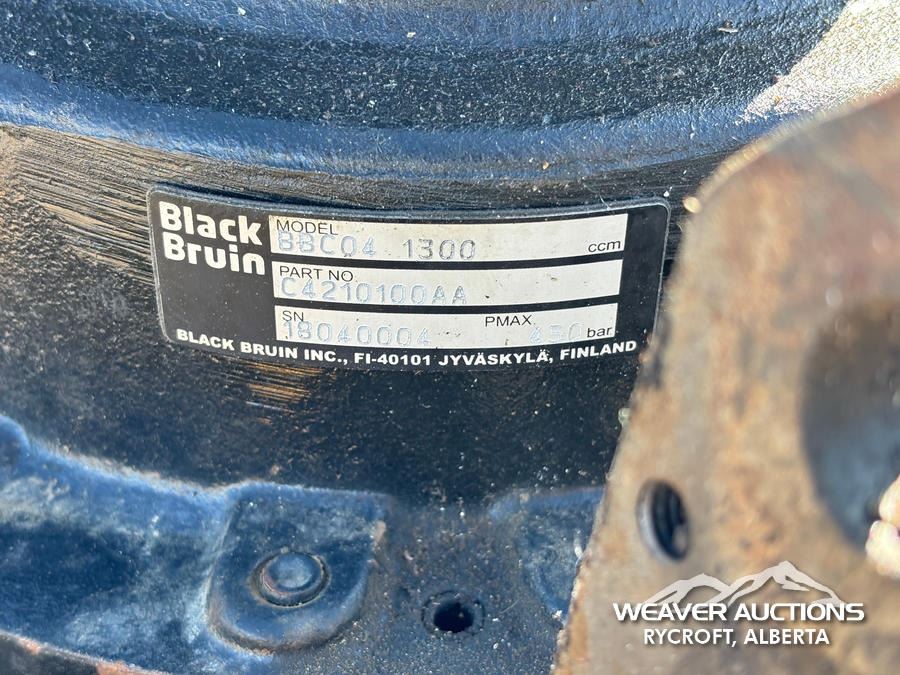 Black
Bruin
MODEL
BBC04 1300 ccm
PART NO.
C4210100AA
SN PMAX
18040004 430 bar
BLACK BRUIN INC., FI-40101 JYVÄSKYLÄ, FINLAND
WEAVER AUCTIONS
RYCROFT, ALBERTA